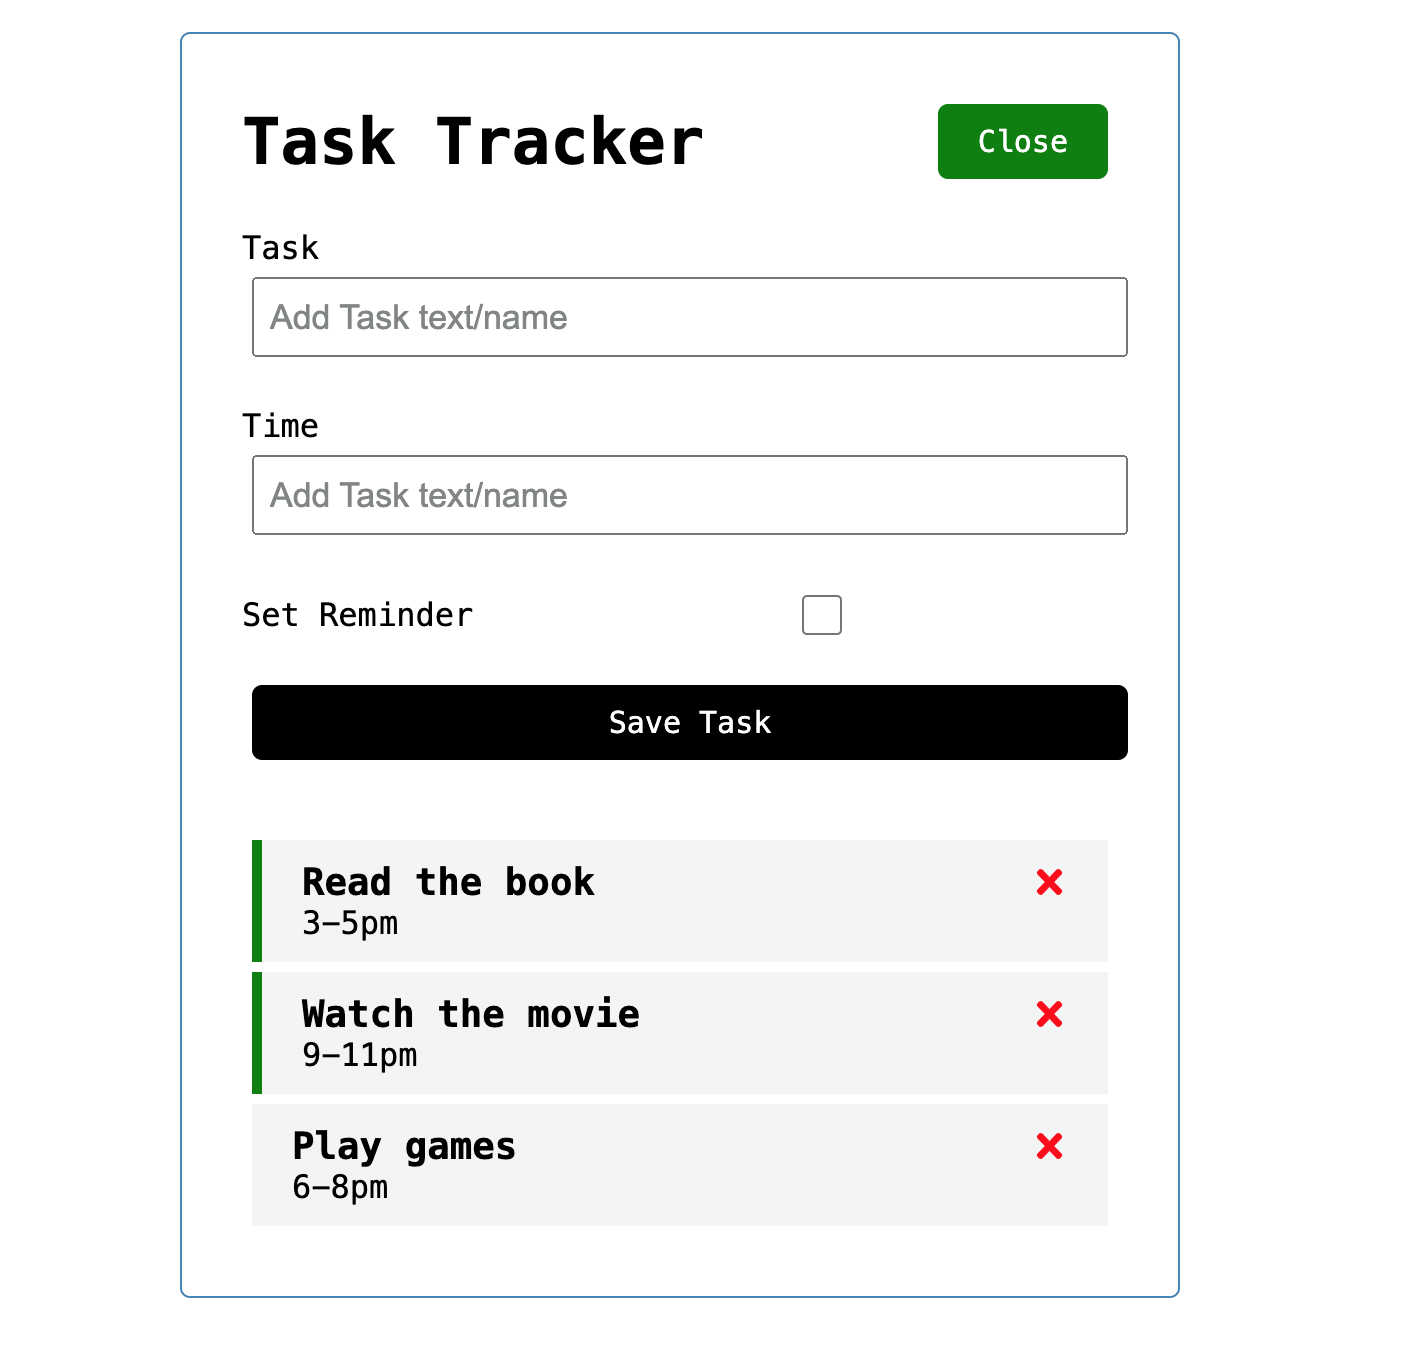 Task Tracker
Close
Task
Add Task text/name
Time
Add Task text/name
Set Reminder
Save Task
Read the book
3-5pm
Watch the movie
9-11pm
Play games
6-8pm